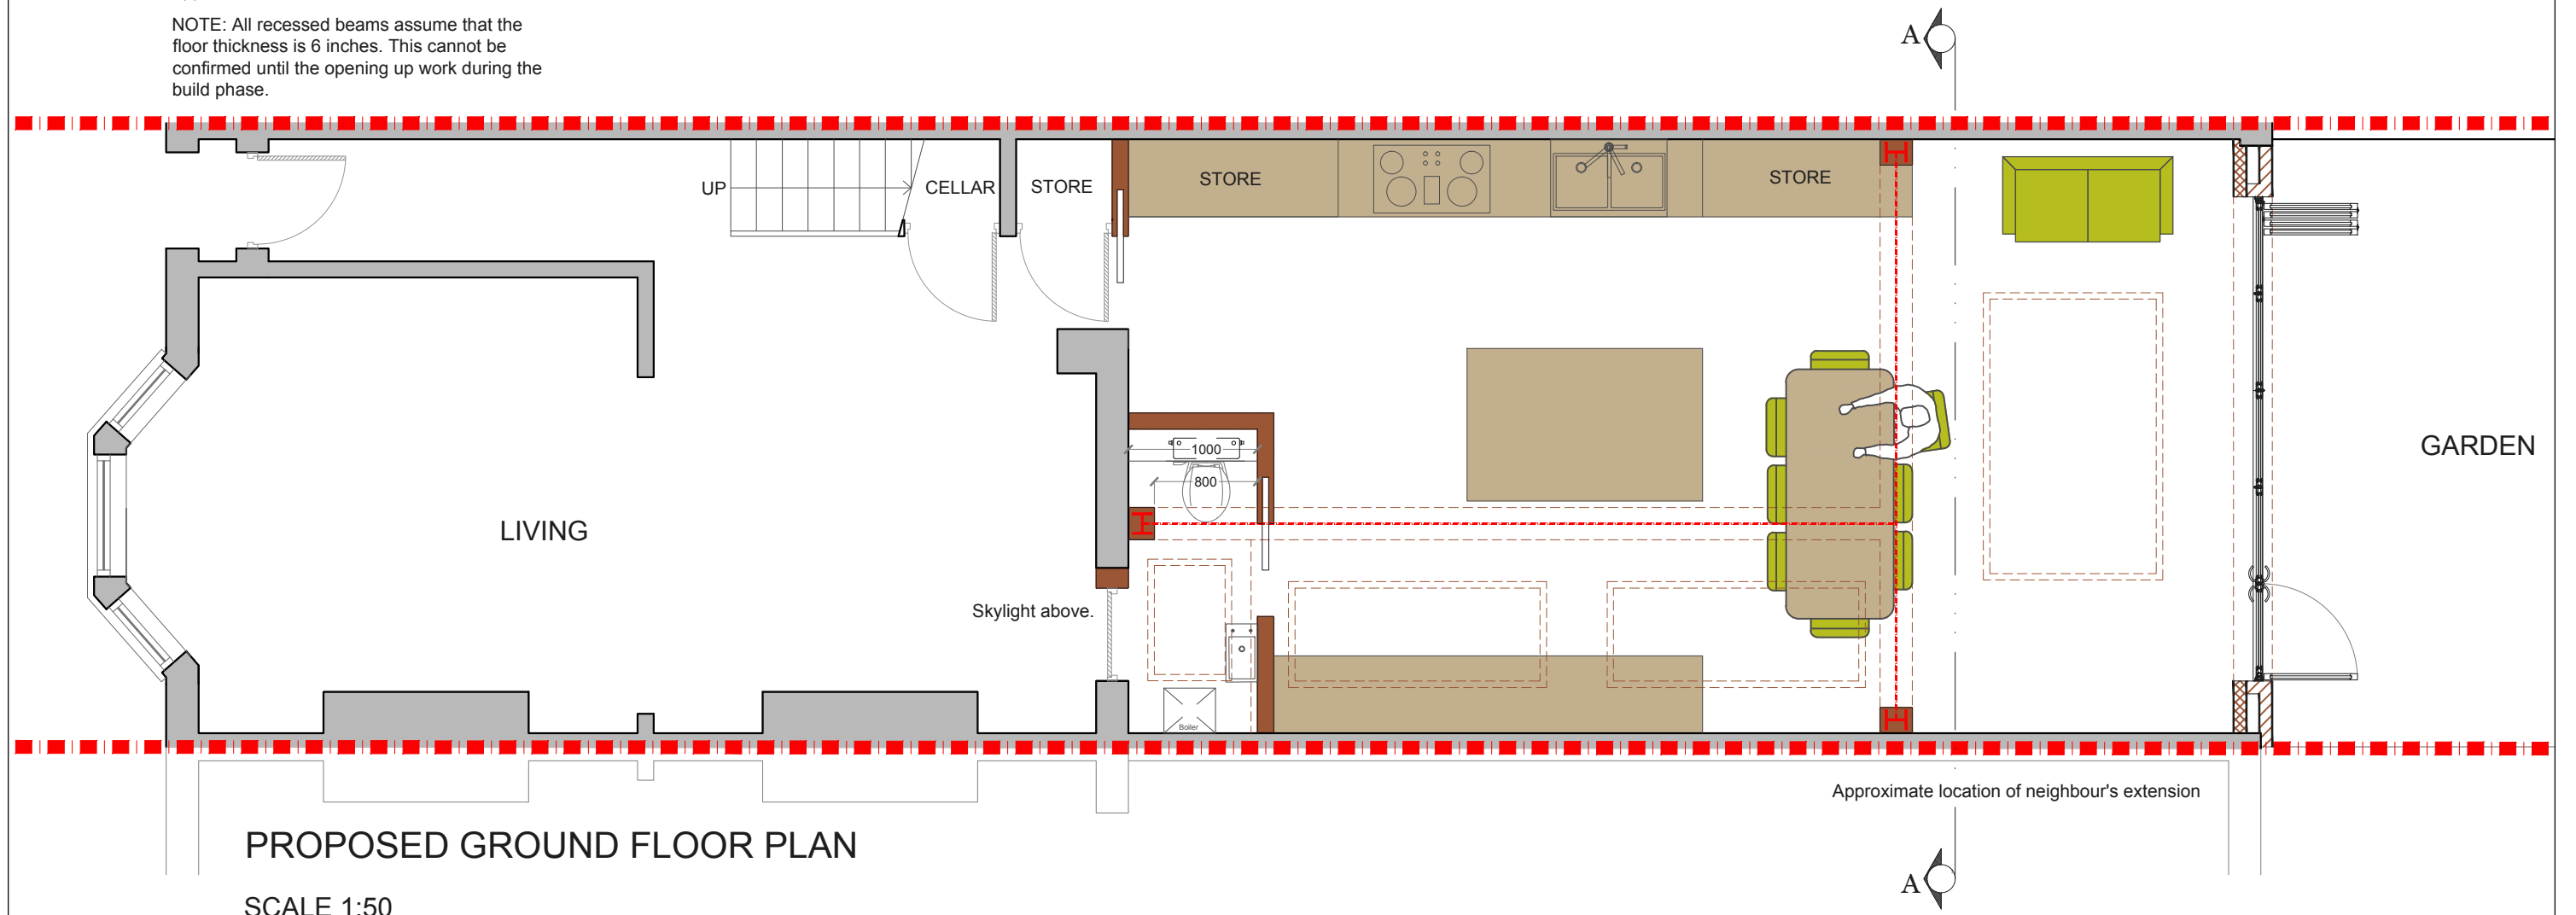 NOTE: All recessed beams assume that the
floor thickness is 6 inches. This cannot be
confirmed until the opening up work during the
build phase.
A
UP
CELLAR
STORE
STORE
STORE
1000
800
GARDEN
LIVING
Skylight above.
Boiler
Approximate location of neighbour's extension
PROPOSED GROUND FLOOR PLAN
A
SCALE 1:50